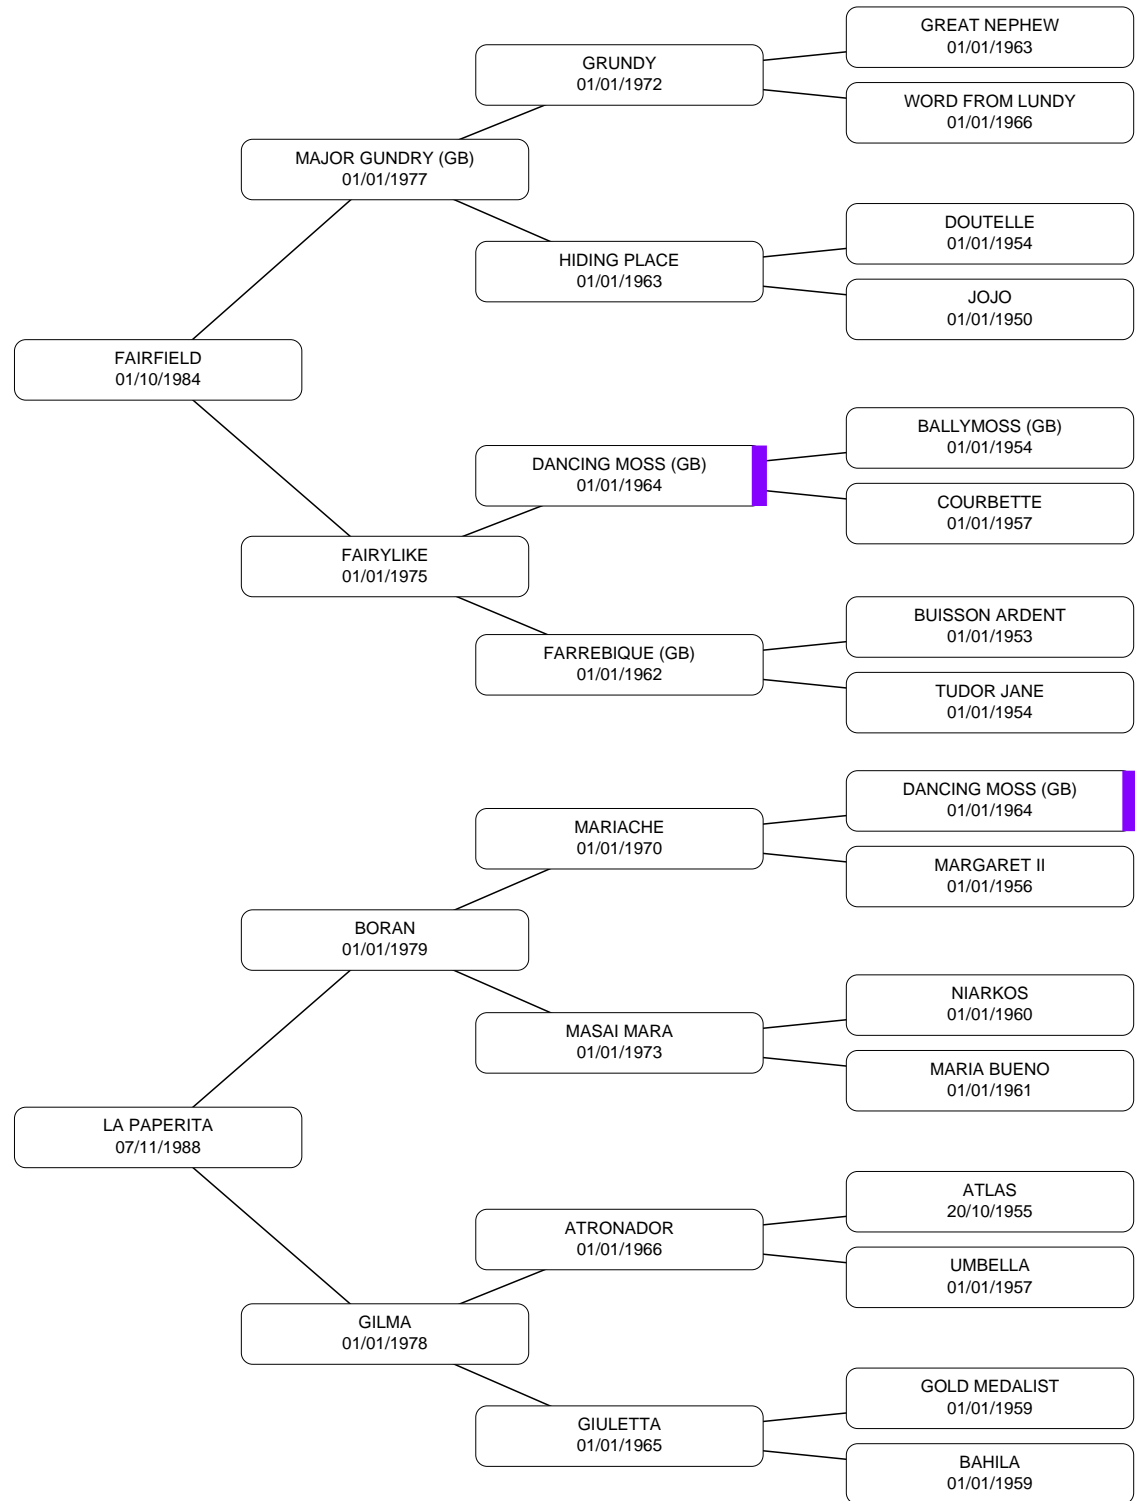 GREAT NEPHEW
01/01/1963
GRUNDY
01/01/1972
WORD FROM LUNDY
01/01/1966
MAJOR GUNDRY (GB)
01/01/1977
DOUTELLE
01/01/1954
HIDING PLACE
01/01/1963
JOJO
01/01/1950
FAIRFIELD
01/10/1984
BALLYMOSS (GB)
01/01/1954
DANCING MOSS (GB)
01/01/1964
COURBETTE
01/01/1957
FAIRYLIKE
01/01/1975
BUISSON ARDENT
01/01/1953
FARREBIQUE (GB)
01/01/1962
TUDOR JANE
01/01/1954
DANCING MOSS (GB)
01/01/1964
MARIACHE
01/01/1970
MARGARET II
01/01/1956
BORAN
01/01/1979
NIARKOS
01/01/1960
MASAI MARA
01/01/1973
MARIA BUENO
01/01/1961
LA PAPERITA
07/11/1988
ATLAS
20/10/1955
ATRONADOR
01/01/1966
UMBELLA
01/01/1957
GILMA
01/01/1978
GOLD MEDALIST
01/01/1959
GIULETTA
01/01/1965
BAHILA
01/01/1959